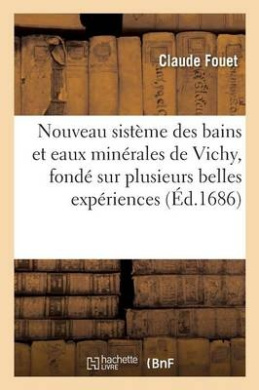 Claude Fouet
Nouveau sistème des bains et eaux
minérales de Vichy, fondé
sur plusieurs belles
expériences (Éd.1686)
hachette
LIVRE
{BnF